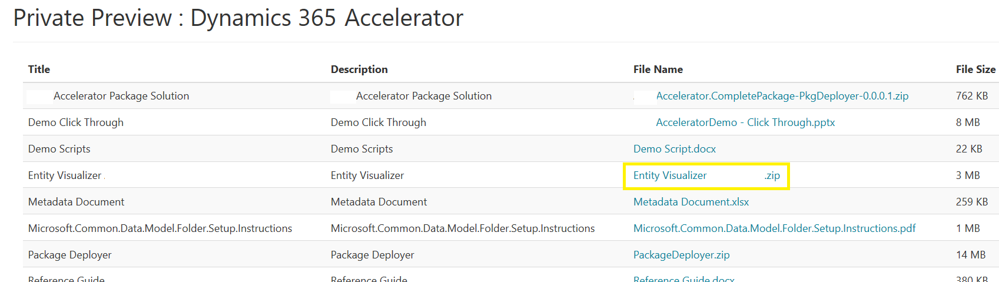 Private Preview : Dynamics 365 Accelerator
Title Description File Name File Size
Accelerator Package Solution Accelerator Package Solution Accelerator.CompletePackage-PkgDeployer-0.0.0.1.zip 762 KB
Demo Click Through Demo Click Through AcceleratorDemo - Click Through.pptx 8 MB
Demo Scripts Demo Scripts Demo Script.docx 22 KB
Entity Visualizer Entity Visualizer Entity Visualizer .zip 3 MB
Metadata Document Metadata Document Metadata Document.xlsx 259 KB
Microsoft.Common.Data.Model.Folder.Setup.Instructions Microsoft.Common.Data.Model.Folder.Setup.Instructions Microsoft.Common.Data.Model.Folder.Setup.Instructions.pdf 1 MB
Package Deployer Package Deployer PackageDeployer.zip 14 MB
Reference Guide Reference Guide Reference Guide.docx 380 KB